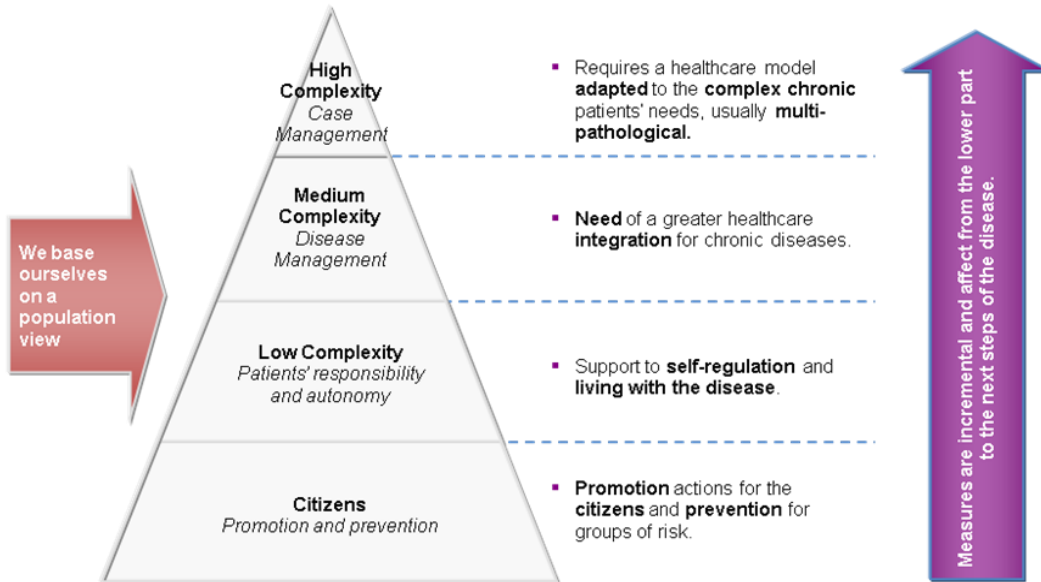 High
Complexity
Case
Management
▪ Requires a healthcare model
adapted to the complex chronic
patients' needs, usually multi-
pathological.
Medium
Complexity
Disease
Management
▪ Need of a greater healthcare
integration for chronic diseases.
We base
ourselves
on a
population
view
Low Complexity
Patients' responsibility
and autonomy
▪ Support to self-regulation and
living with the disease.
Citizens
Promotion and prevention
▪ Promotion actions for the
citizens and prevention for
groups of risk.
Measures are incremental and affect from the lower part
to the next steps of the disease.